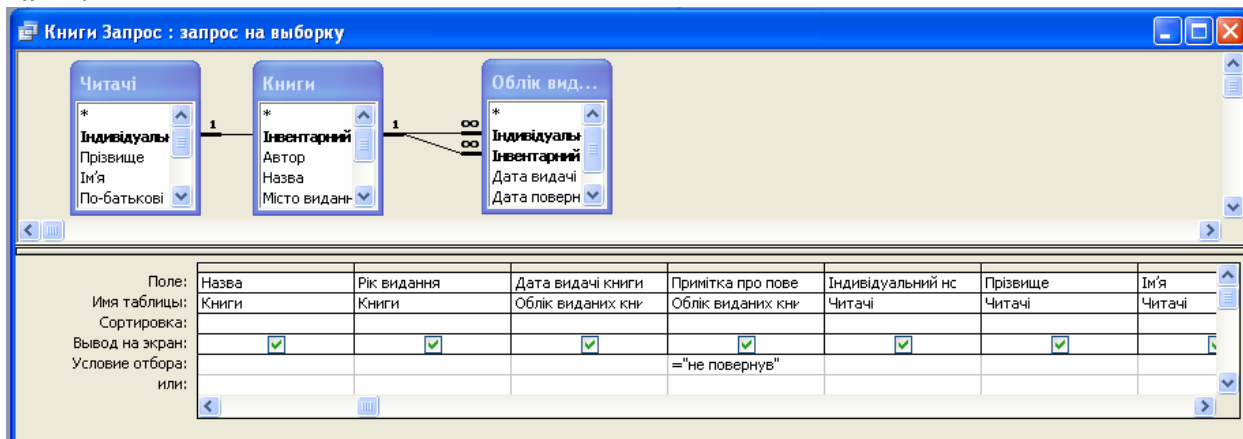 Книги Запрос : запрос на выборку
Читачі Книги Облік вид...
* * *
Індивідуальн Інвентарний Індивідуальн
Прізвище Автор Інвентарний
Ім'я Назва Дата видачі
По-батькові Місто виданн Дата поверн
1 1 ∞ ∞
Поле: Назва Рік видання Дата видачі книги Примітка про пове Індивідуальний нс Прізвище Ім'я
Имя таблицы: Книги Книги Облік виданих кни Облік виданих кни Читачі Читачі Читачі
Сортировка:
Вывод на экран:
Условие отбора: ="не повернув"
или: